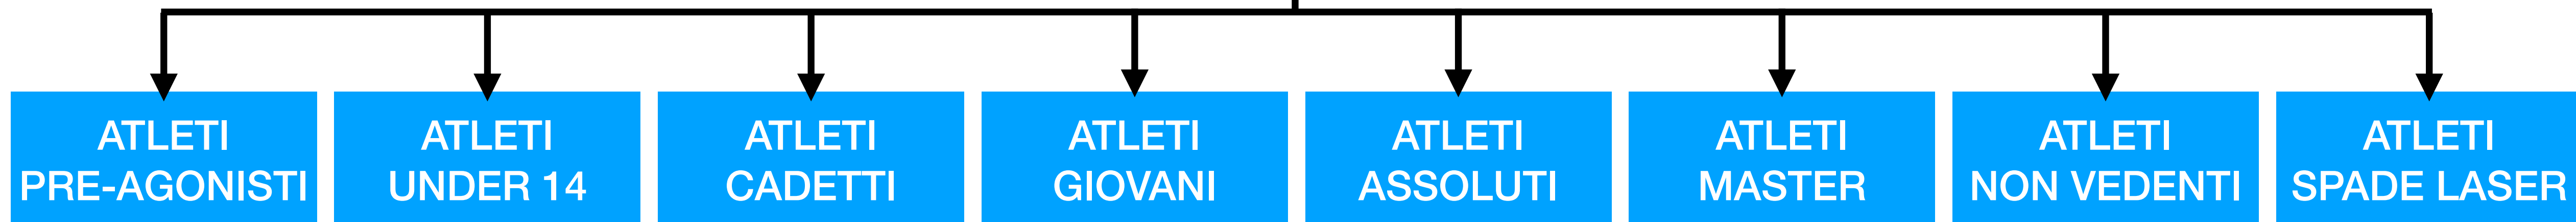 ATLETI
PRE-AGONISTI
ATLETI
UNDER 14
ATLETI
CADETTI
ATLETI
GIOVANI
ATLETI
ASSOLUTI
ATLETI
MASTER
ATLETI
NON VEDENTI
ATLETI
SPADE LASER